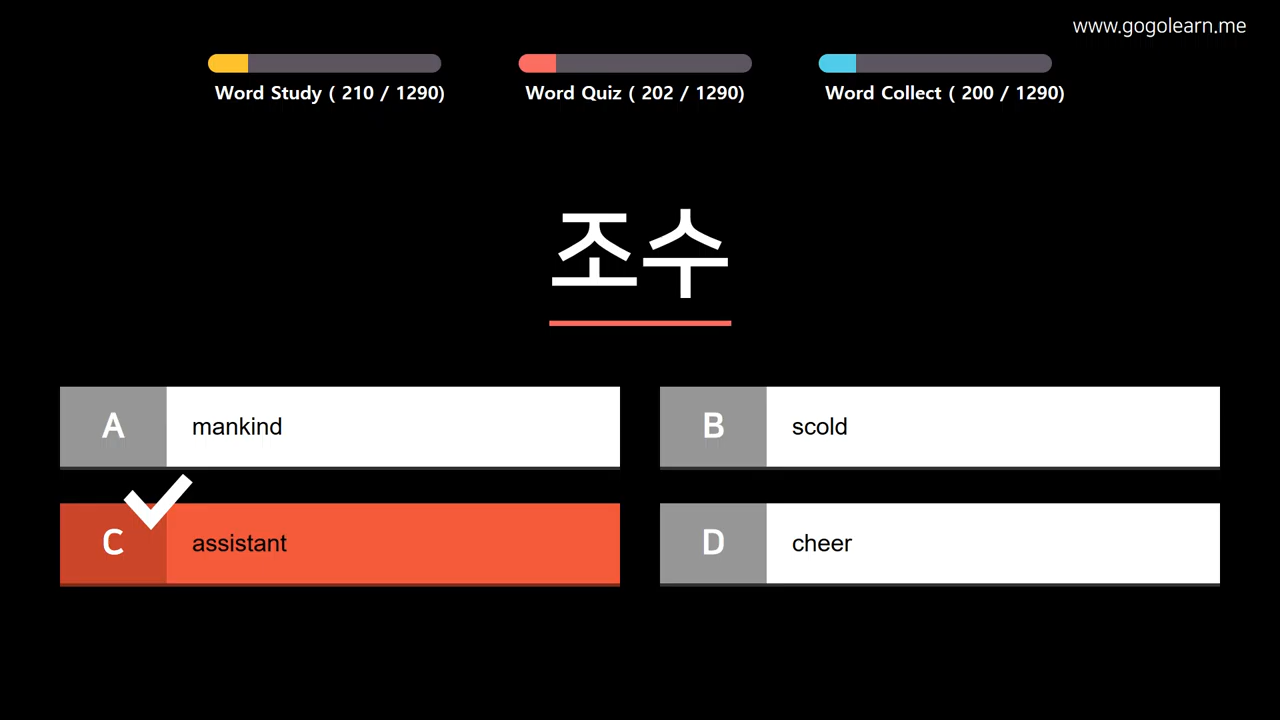 www.gogolearn.me
Word Study ( 210 / 1290)
Word Quiz ( 202 / 1290)
Word Collect ( 200 / 1290)
조수
A mankind
B scold
C assistant
D cheer